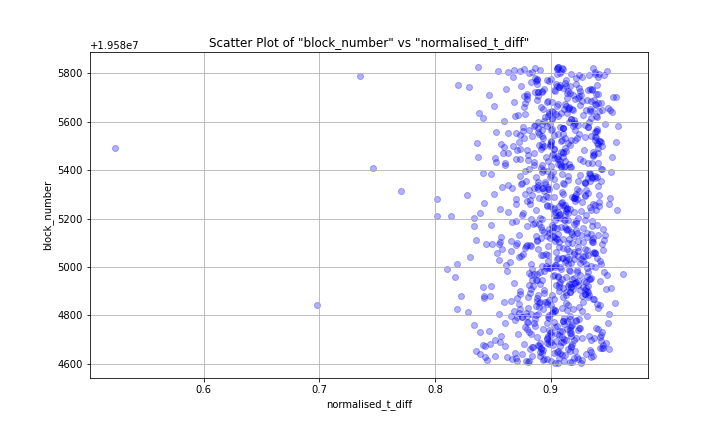 Scatter Plot of "block_number" vs "normalised_t_diff"
+1.958e7
5800
5600
5400
5200
5000
4800
4600
block_number
0.6 0.7 0.8 0.9
normalised_t_diff